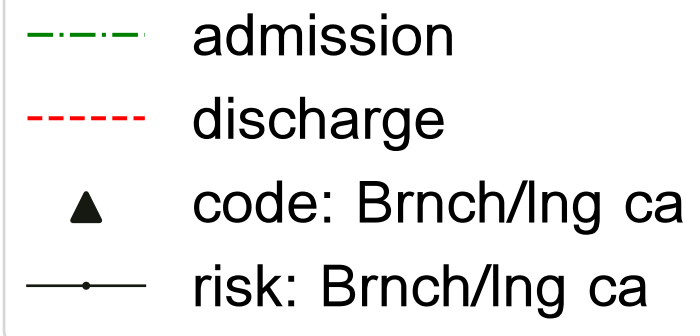 admission
discharge
code: Brnch/lng ca
risk: Brnch/lng ca